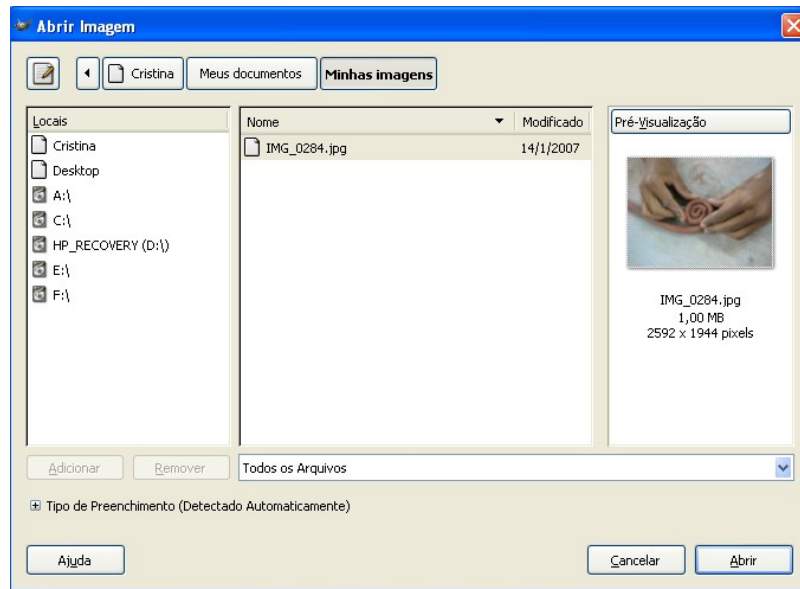 Abrir Imagem
Cristina
Meus documentos
Minhas imagens
Locais
Cristina
Desktop
A:\
C:\
HP_RECOVERY (D:\)
E:\
F:\
Nome
Modificado
IMG_0284.jpg
14/1/2007
Pré-Visualização
IMG_0284.jpg
1,00 MB
2592 x 1944 pixels
Adicionar
Remover
Todos os Arquivos
Tipo de Preenchimento (Detectado Automaticamente)
Ajuda
Cancelar
Abrir